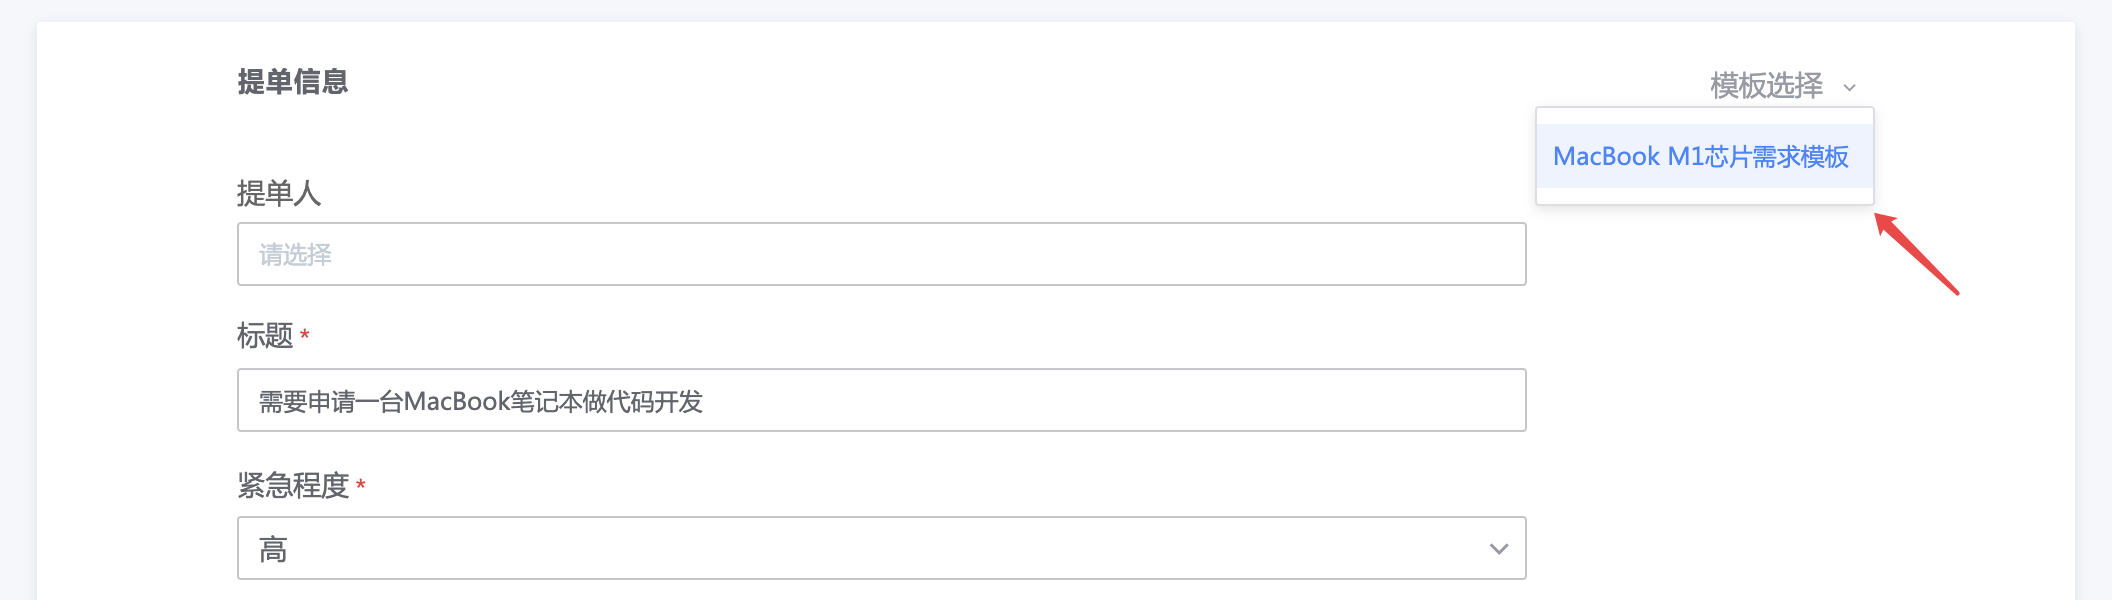 提单信息
模板选择
MacBook M1芯片需求模板
提单人
请选择
标题 *
需要申请一台MacBook笔记本做代码开发
紧急程度 *
高